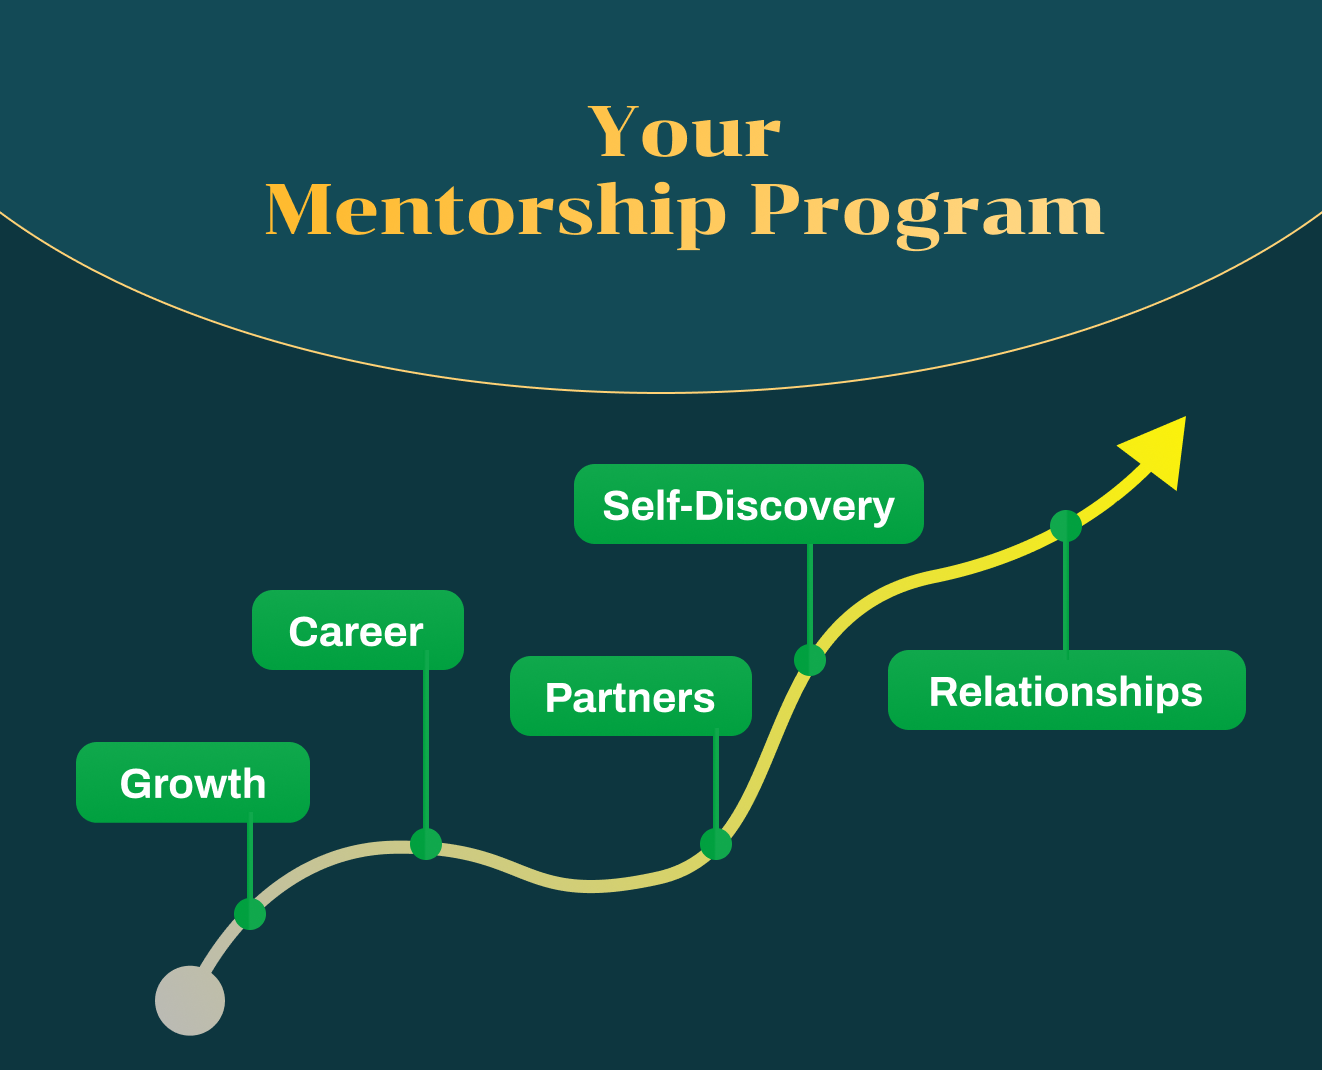 Your
Mentorship Program
Self-Discovery
Career
Partners
Relationships
Growth